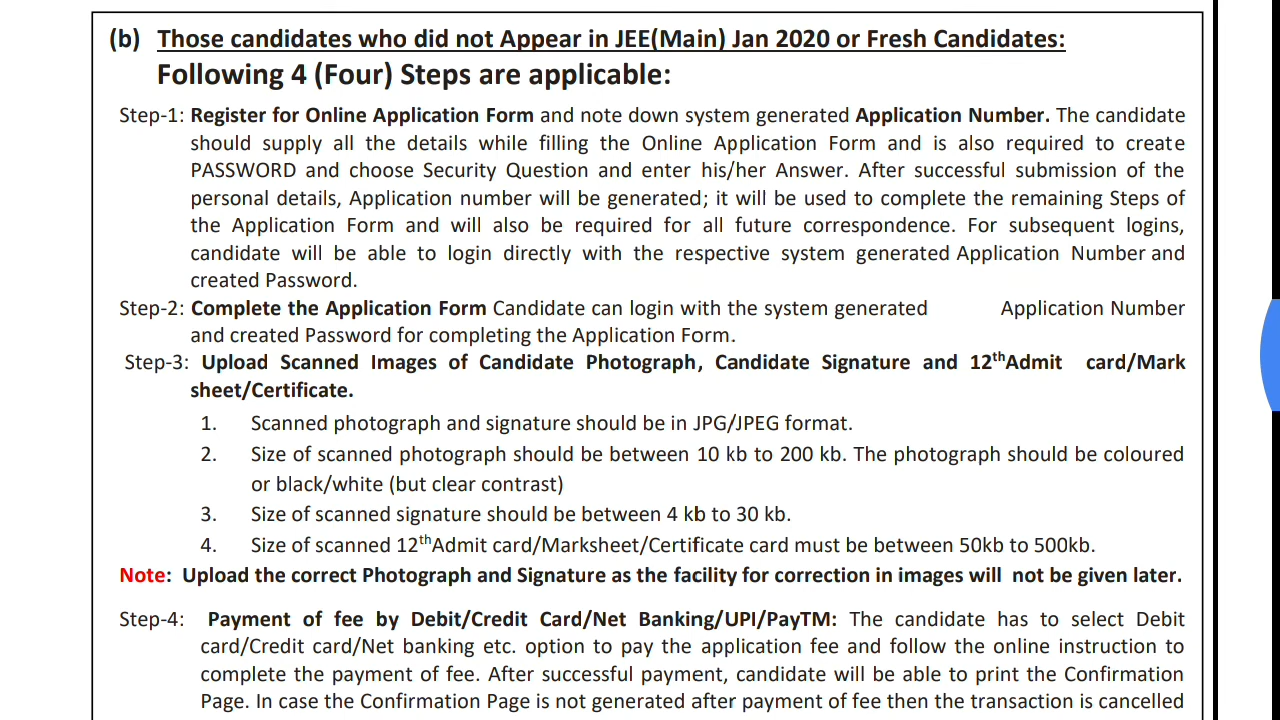 (b) Those candidates who did not Appear in JEE(Main) Jan 2020 or Fresh Candidates:
Following 4 (Four) Steps are applicable:
Step-1: Register for Online Application Form and note down system generated Application Number. The candidate
should supply all the details while filling the Online Application Form and is also required to create
PASSWORD and choose Security Question and enter his/her Answer. After successful submission of the
personal details, Application number will be generated; it will be used to complete the remaining Steps of
the Application Form and will also be required for all future correspondence. For subsequent logins,
candidate will be able to login directly with the respective system generated Application Number and
created Password.
Step-2: Complete the Application Form Candidate can login with the system generated Application Number
and created Password for completing the Application Form.
Step-3: Upload Scanned Images of Candidate Photograph, Candidate Signature and 12thAdmit card/Mark
sheet/Certificate.
1. Scanned photograph and signature should be in JPG/JPEG format.
2. Size of scanned photograph should be between 10 kb to 200 kb. The photograph should be coloured
or black/white (but clear contrast)
3. Size of scanned signature should be between 4 kb to 30 kb.
4. Size of scanned 12thAdmit card/Marksheet/Certificate card must be between 50kb to 500kb.
Note: Upload the correct Photograph and Signature as the facility for correction in images will not be given later.
Step-4: Payment of fee by Debit/Credit Card/Net Banking/UPI/PayTM: The candidate has to select Debit
card/Credit card/Net banking etc. option to pay the application fee and follow the online instruction to
complete the payment of fee. After successful payment, candidate will be able to print the Confirmation
Page. In case the Confirmation Page is not generated after payment of fee then the transaction is cancelled